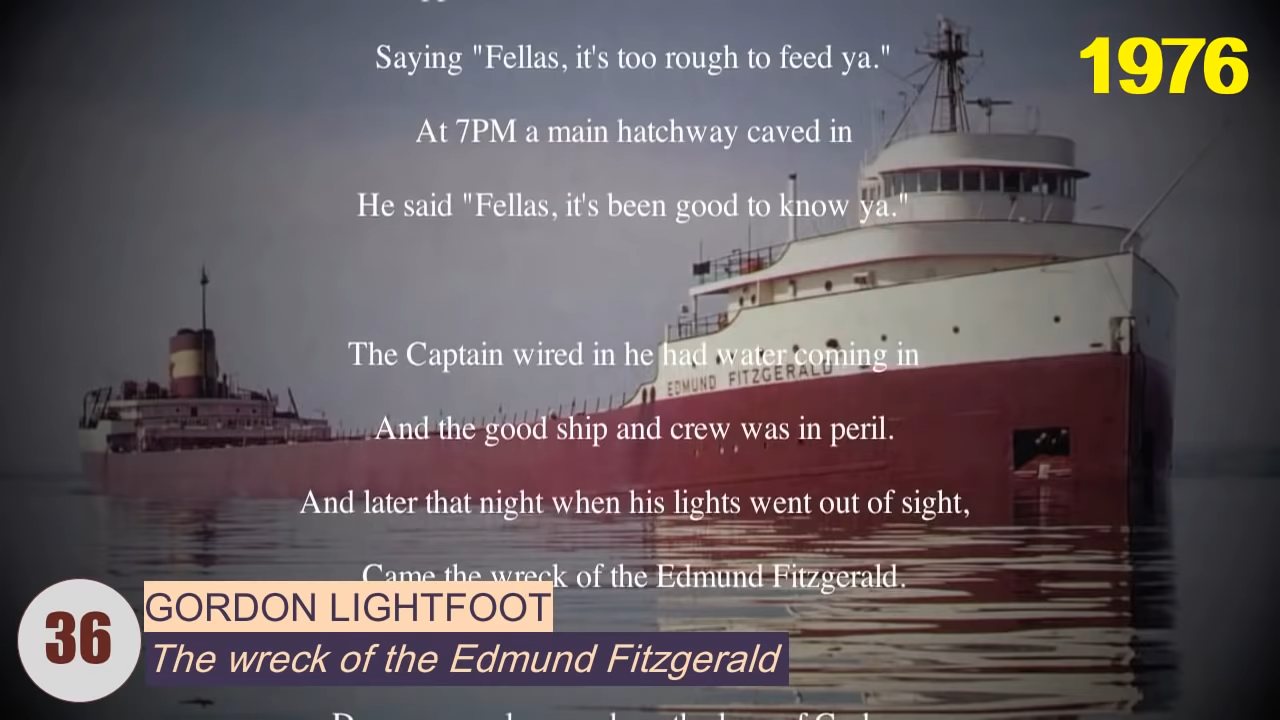 1976
Saying "Fellas, it's too rough to feed ya."
At 7PM a main hatchway caved in
He said "Fellas, it's been good to know ya."
The Captain wired in he had water coming in
EDMUND FITZGERALD
And the good ship and crew was in peril.
And later that night when his lights went out of sight,
Came the wreck of the Edmund Fitzgerald.
36
GORDON LIGHTFOOT
The wreck of the Edmund Fitzgerald